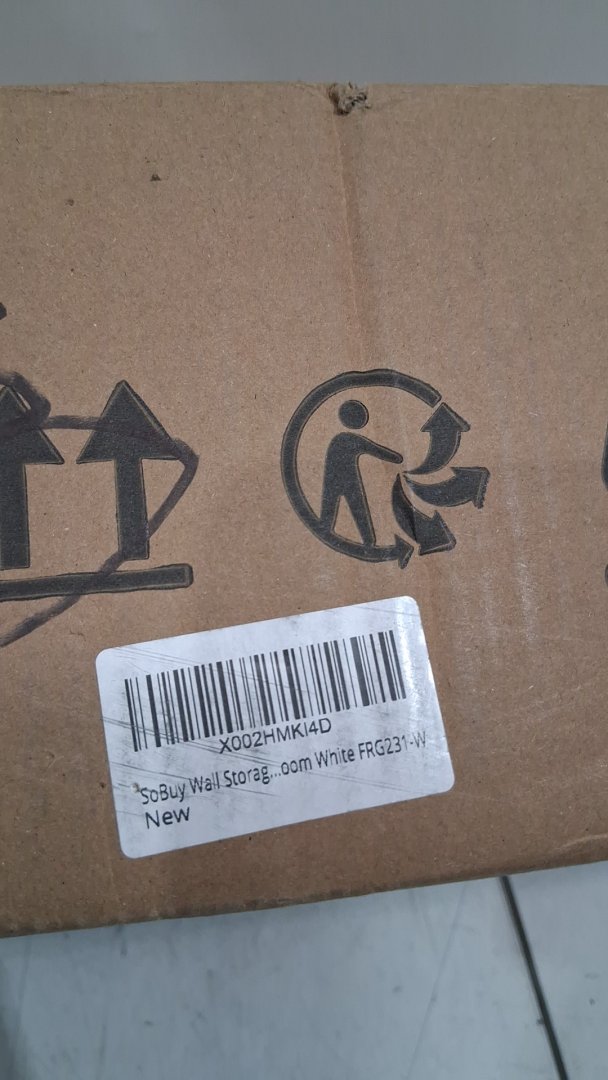 X002HMKI4D
SoBuy Wall Storag...oom White FRG231-W
New